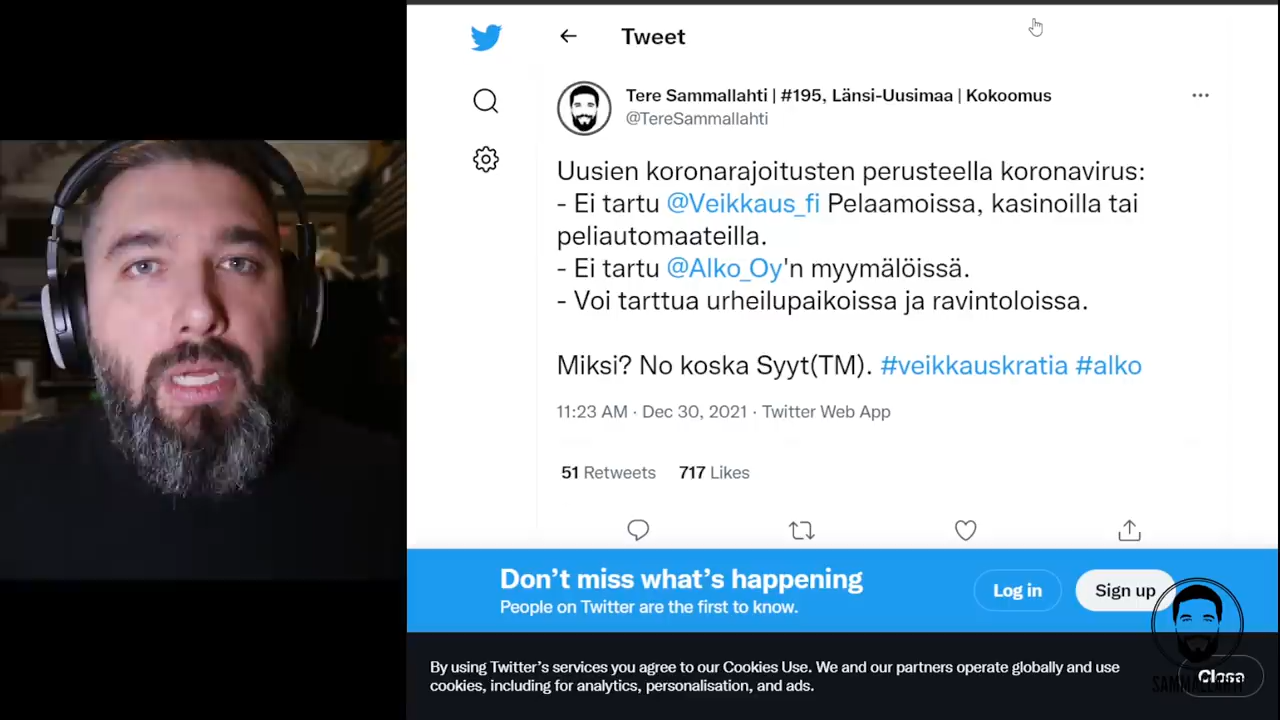 Tweet
Tere Sammallahti | #195, Länsi-Uusimaa | Kokoomus
@TereSammallahti
Uusien koronarajoitusten perusteella koronavirus:
- Ei tartu @Veikkaus_fi Pelaamoissa, kasinoilla tai
peliautomaateilla.
- Ei tartu @Alko_Oy'n myymälöissä.
- Voi tarttua urheilupaikoissa ja ravintoloissa.
Miksi? No koska Syyt(TM). #veikkauskratia #alko
11:23 AM · Dec 30, 2021 · Twitter Web App
51 Retweets 717 Likes
Don’t miss what’s happening
People on Twitter are the first to know.
Log in
Sign up
By using Twitter’s services you agree to our Cookies Use. We and our partners operate globally and use
cookies, including for analytics, personalisation, and ads.
Close
SAMMALLAHTI